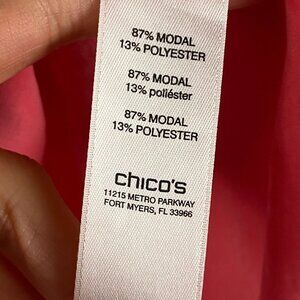 87% MODAL
13% POLYESTER
87% MODAL
13% poliéster
87% MODAL
13% POLYESTER
chico's
11215 METRO PARKWAY
FORT MYERS, FL 33966